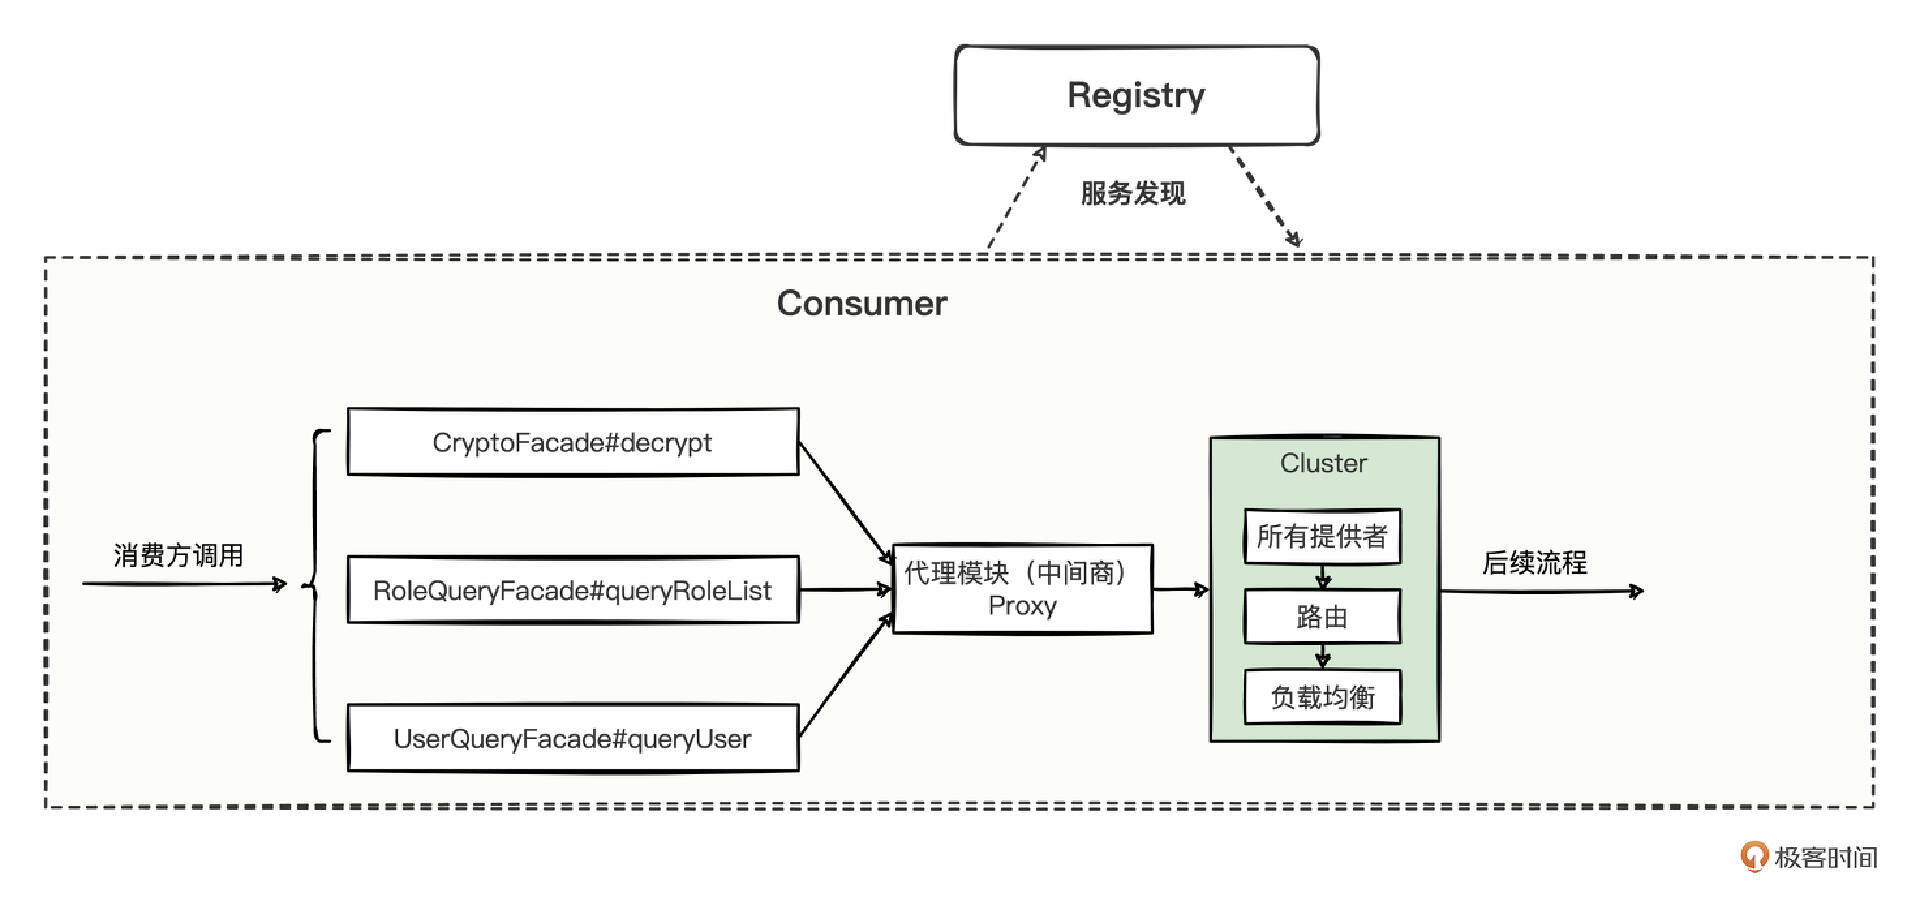 Registry
服务发现
Consumer
消费方调用
CryptoFacade#decrypt
RoleQueryFacade#queryRoleList
UserQueryFacade#queryUser
代理模块（中间商）
Proxy
Cluster
所有提供者
路由
负载均衡
后续流程
极客时间